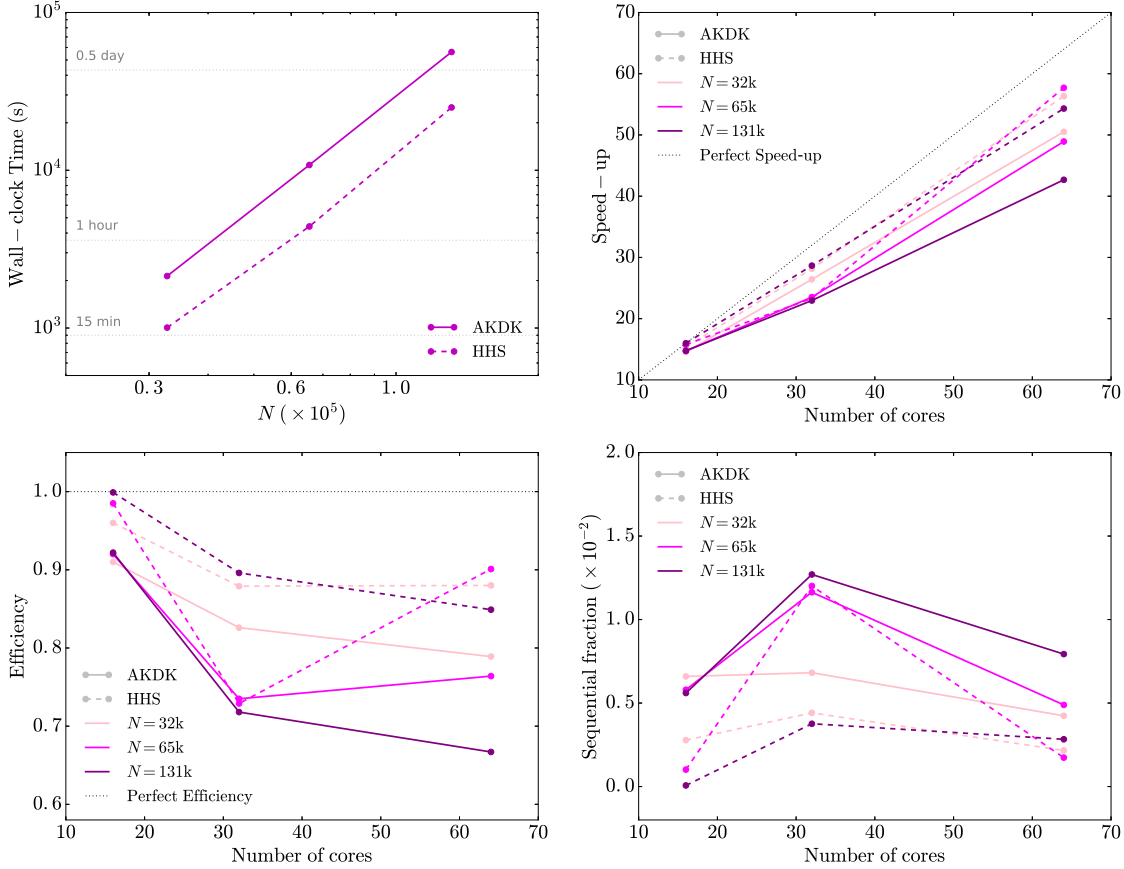 10^5
10^4
10^3
Wall − clock Time (s)
0.5 day
1 hour
15 min
AKDK
HHS
0.3 0.6 1.0
N ( × 10^5)
70
60
50
40
30
20
10
Speed − up
AKDK
HHS
N = 32k
N = 65k
N = 131k
Perfect Speed-up
10 20 30 40 50 60 70
Number of cores
1.0
0.9
0.8
0.7
0.6
Efficiency
AKDK
HHS
N = 32k
N = 65k
N = 131k
Perfect Efficiency
10 20 30 40 50 60 70
Number of cores
2.0
1.5
1.0
0.5
0.0
Sequential fraction ( × 10^−2)
AKDK
HHS
N = 32k
N = 65k
N = 131k
10 20 30 40 50 60 70
Number of cores